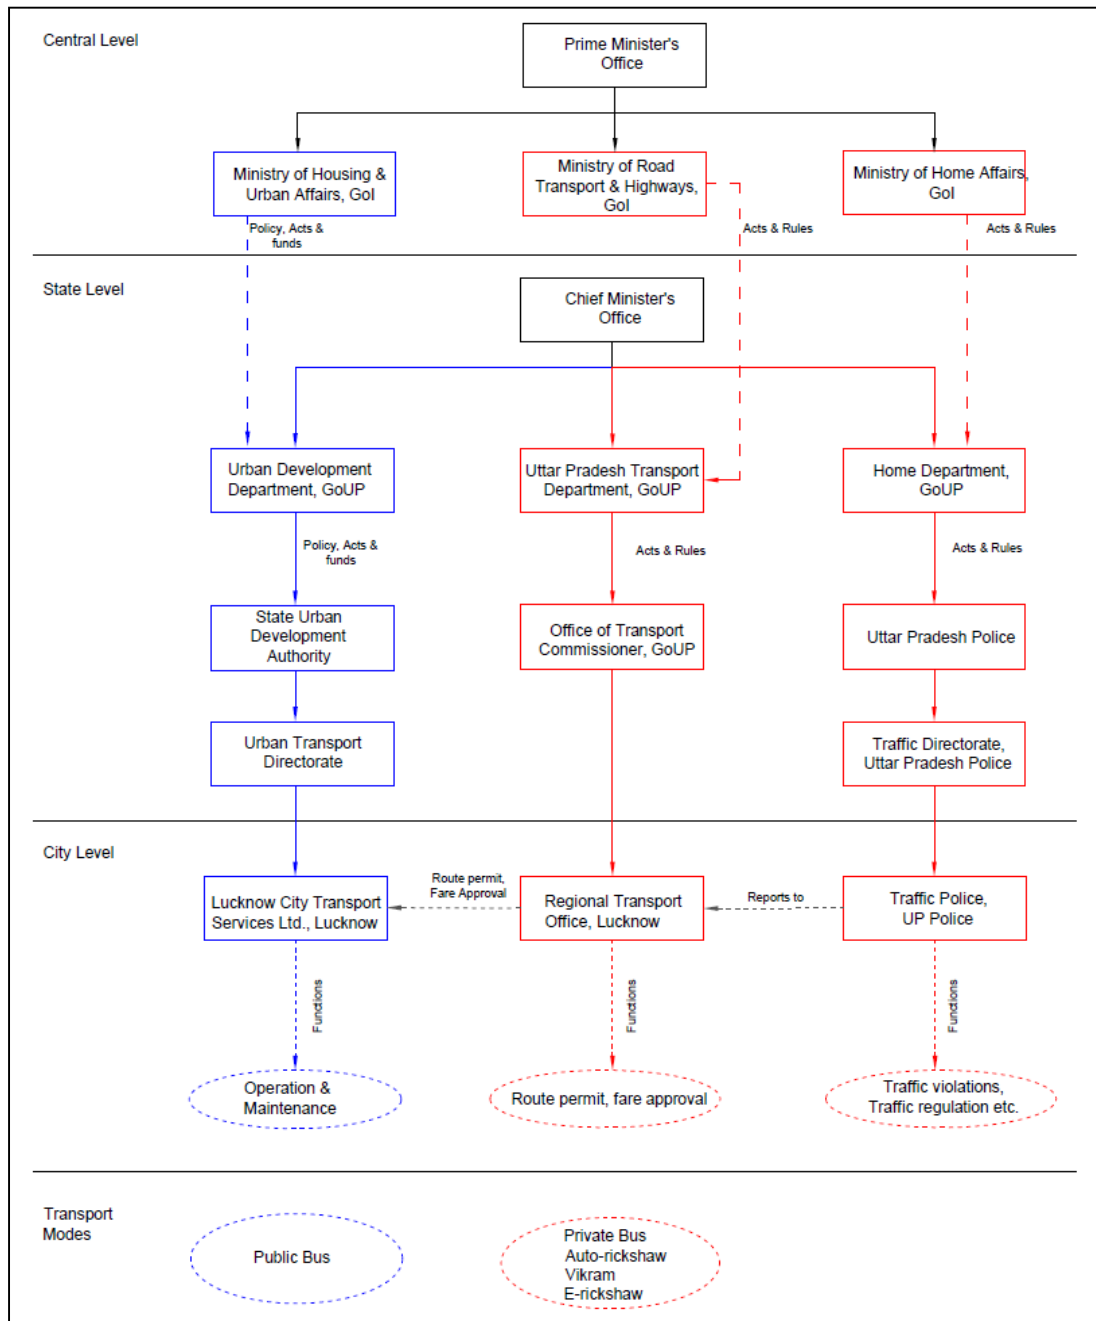 Central Level
Prime Minister's
Office
Ministry of Housing &
Urban Affairs, GoI
Ministry of Road
Transport & Highways,
GoI
Ministry of Home Affairs,
GoI
Policy, Acts &
funds
Acts & Rules
Acts & Rules
State Level
Chief Minister's
Office
Urban Development
Department, GoUP
Uttar Pradesh Transport
Department, GoUP
Home Department,
GoUP
Policy, Acts &
funds
Acts & Rules
Acts & Rules
State Urban
Development
Authority
Office of Transport
Commissioner, GoUP
Uttar Pradesh Police
Urban Transport
Directorate
Traffic Directorate,
Uttar Pradesh Police
City Level
Lucknow City Transport
Services Ltd., Lucknow
Route permit,
Fare Approval
Regional Transport
Office, Lucknow
Reports to
Traffic Police,
UP Police
Functions
Functions
Functions
Operation &
Maintenance
Route permit, fare approval
Traffic violations,
Traffic regulation etc.
Transport
Modes
Public Bus
Private Bus
Auto-rickshaw
Vikram
E-rickshaw